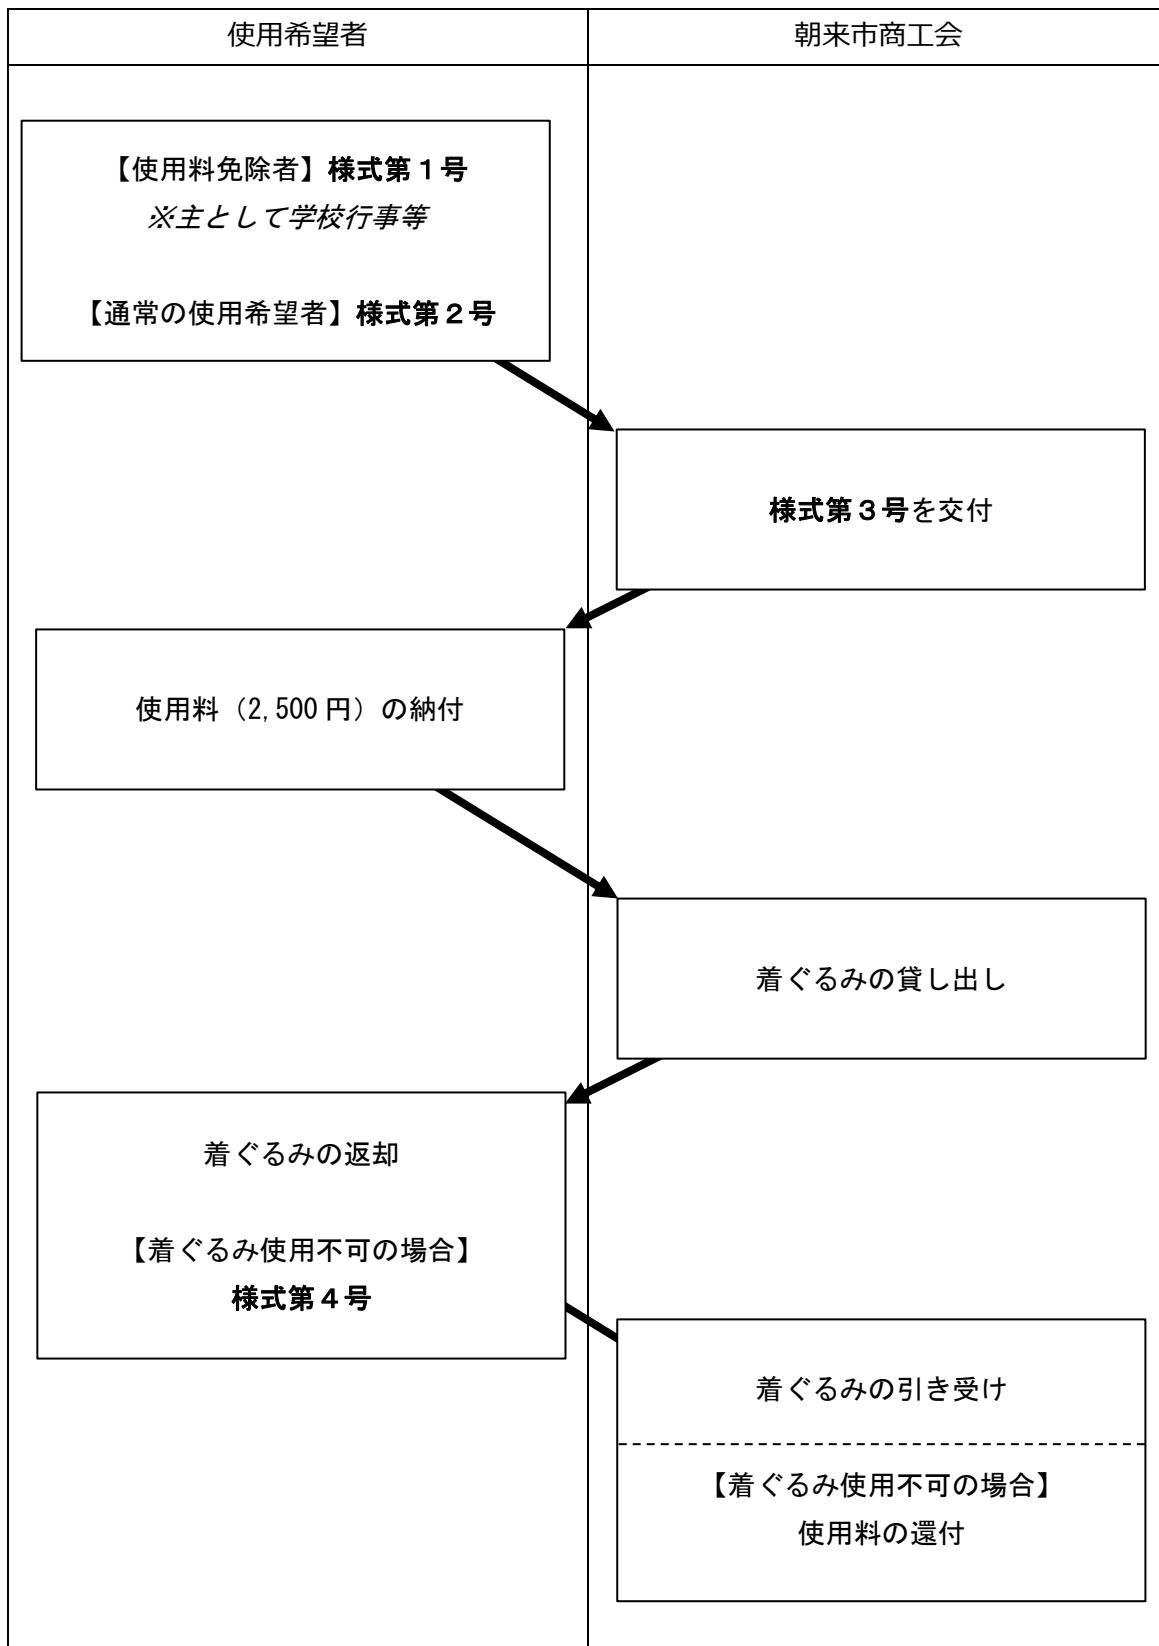 使用希望者
朝来市商工会
【使用料免除者】様式第１号
※主として学校行事等
【通常の使用希望者】様式第２号
様式第３号を交付
使用料（2,500円）の納付
着ぐるみの貸し出し
着ぐるみの返却
【着ぐるみ使用不可の場合】
様式第４号
着ぐるみの引き受け
【着ぐるみ使用不可の場合】
使用料の還付